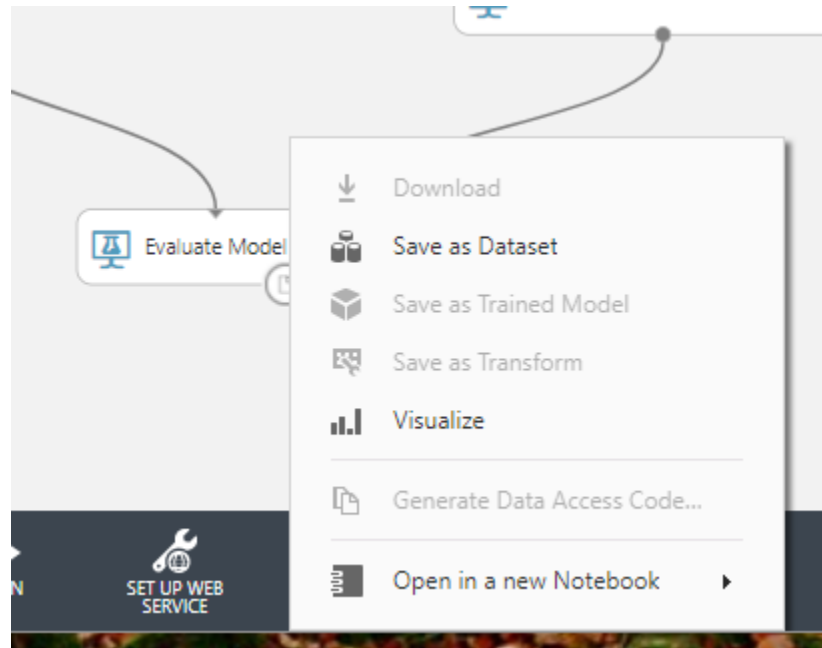 Download
Evaluate Model
Save as Dataset
Save as Trained Model
Save as Transform
Visualize
Generate Data Access Code...
Open in a new Notebook
N
SET UP WEB
SERVICE